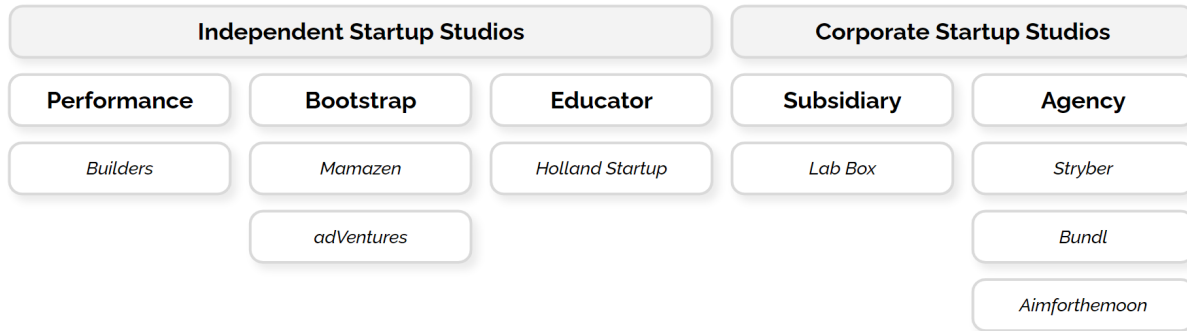 Independent Startup Studios
Corporate Startup Studios
Performance
Bootstrap
Educator
Subsidiary
Agency
Builders
Mamazen
Holland Startup
Lab Box
Stryber
adVentures
Bundl
Aimforthemoon